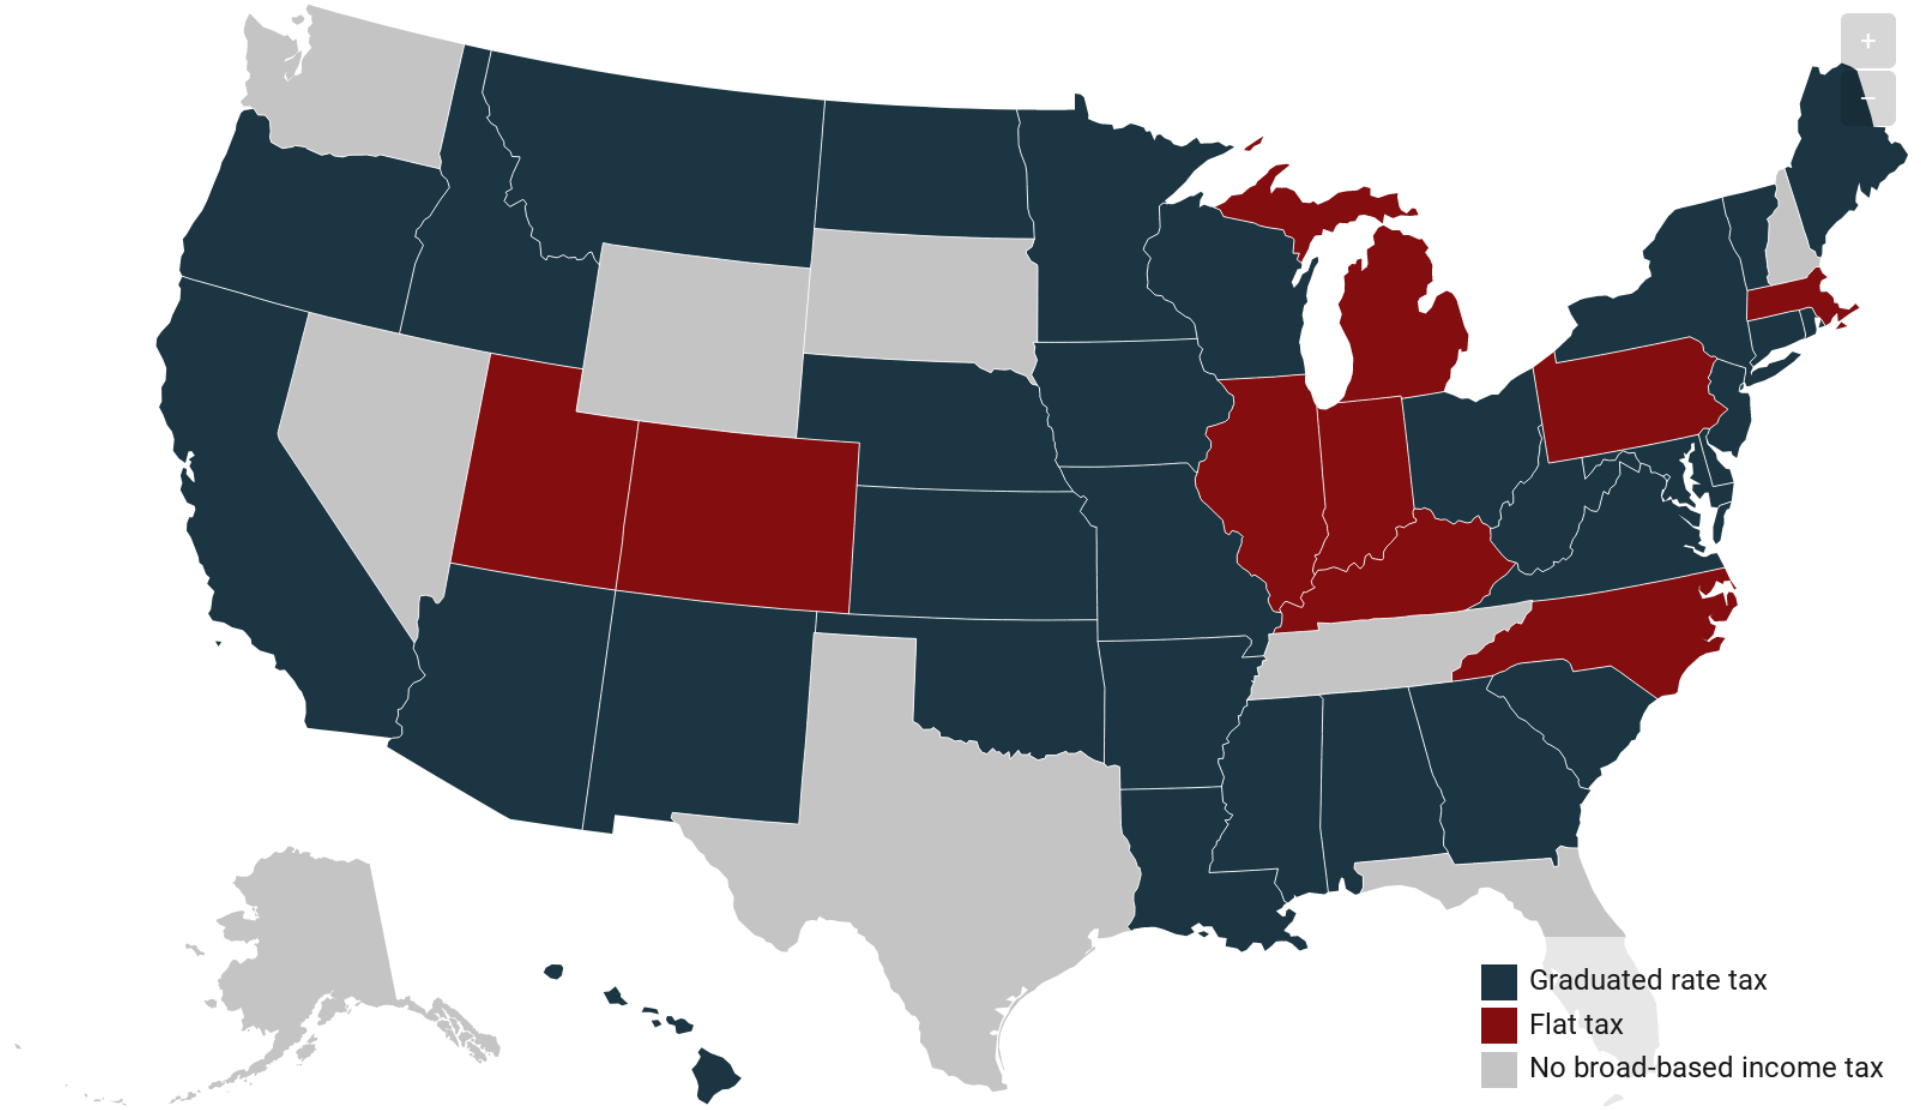 +
−
Graduated rate tax
Flat tax
No broad-based income tax